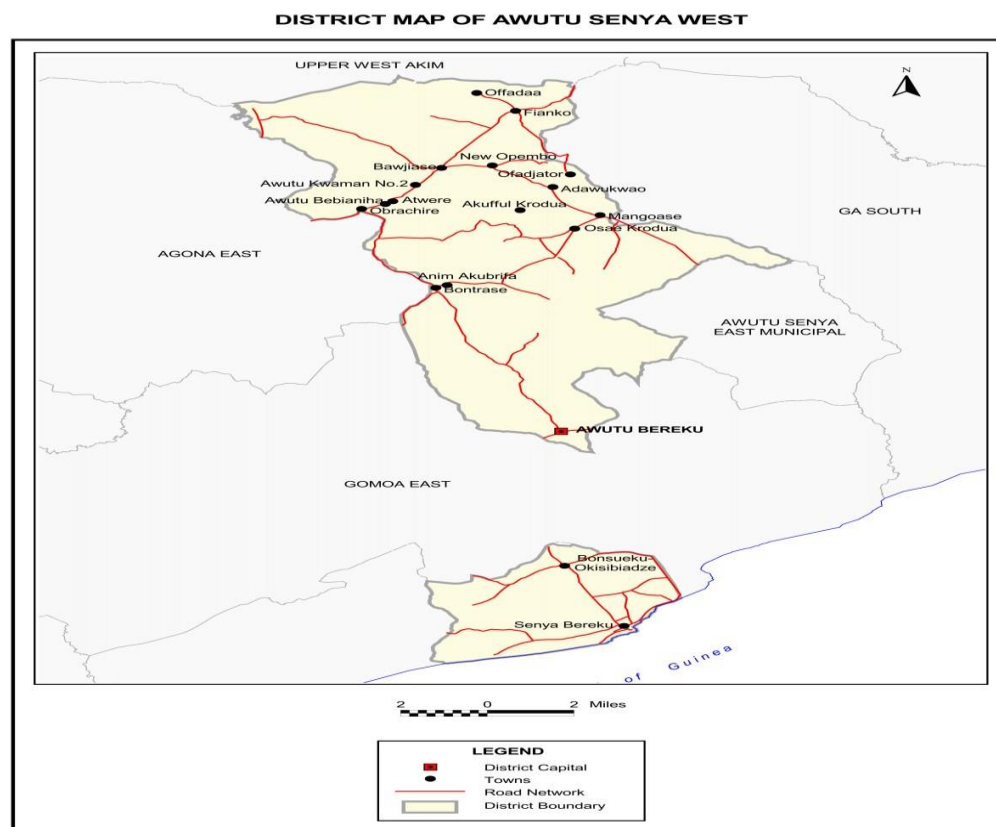 DISTRICT MAP OF AWUTU SENYA WEST
UPPER WEST AKIM
N
Offadaa
Fianko
New Opembo
Bawjiase
Ofadjator
Awutu Kwaman No.2
Adawukwao
Awutu Bebianiha
Atwere
Akufful Krodua
Obrachire
Mangoase
GA SOUTH
Osae Krodua
AGONA EAST
Anim Akubrifa
Bontrase
AWUTU SENYA
EAST MUNICIPAL
AWUTU BEREKU
GOMOA EAST
Bonsueku-
Okisibiadze
Senya Bereku
of Guinea
2 0 2 Miles
LEGEND
District Capital
Towns
Road Network
District Boundary